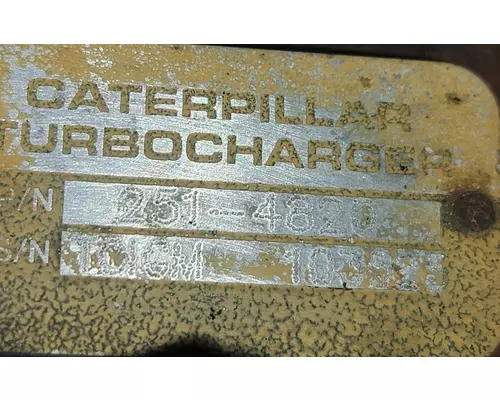 CATERPILLAR
TURBOCHARGER
P/N 251-4820
S/N